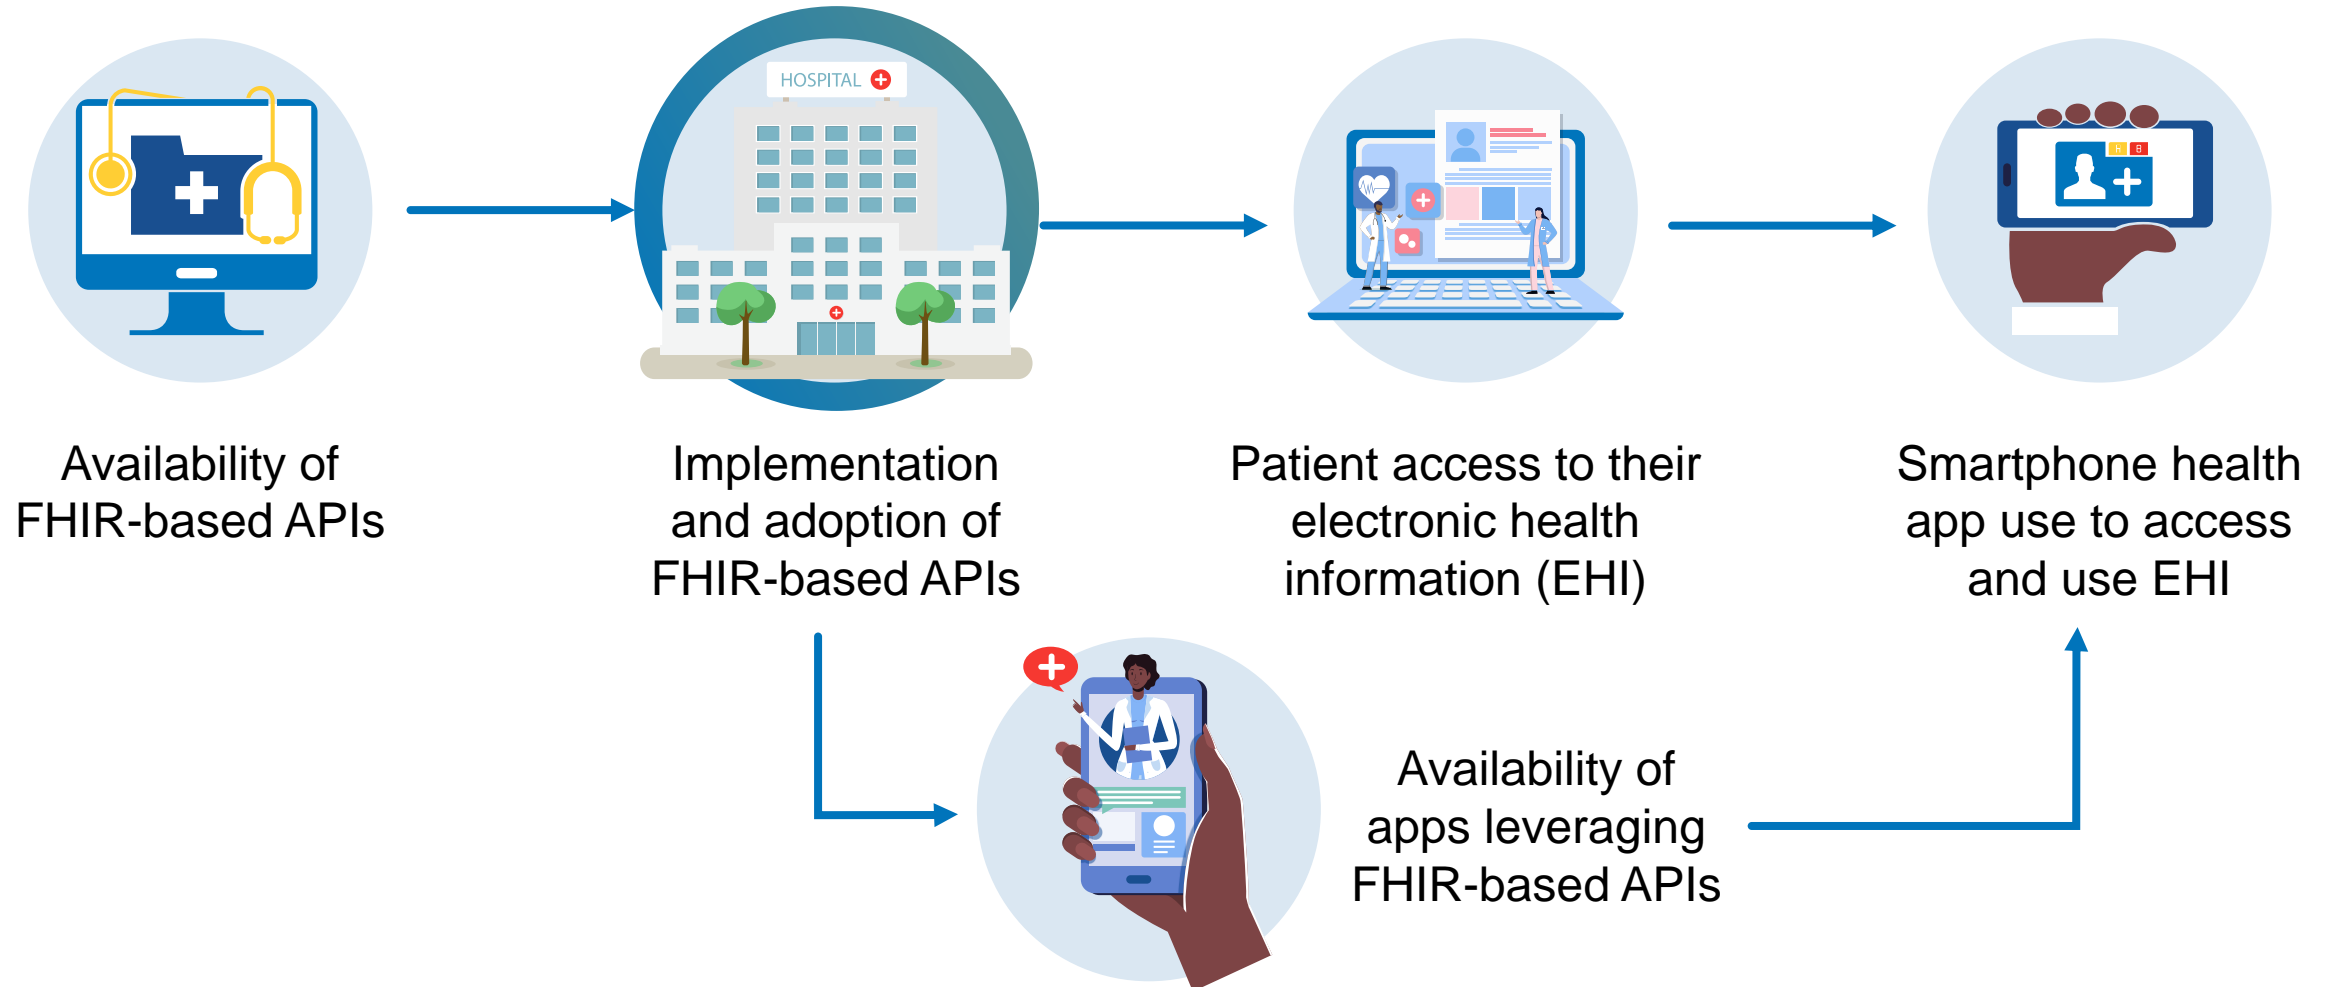 HOSPITAL
Availability of
FHIR-based APIs
Implementation
and adoption of
FHIR-based APIs
Patient access to their
electronic health
information (EHI)
Smartphone health
app use to access
and use EHI
Availability of
apps leveraging
FHIR-based APIs